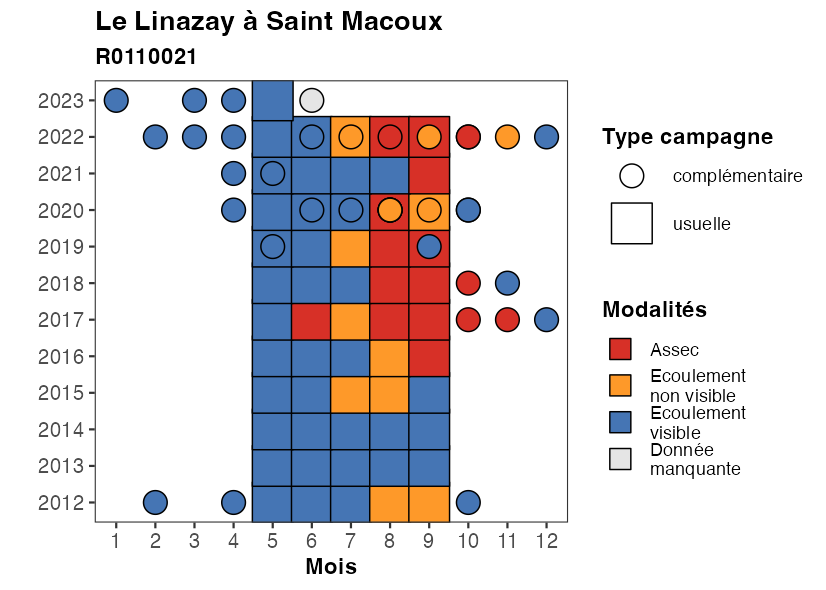 Le Linazay à Saint Macoux
R0110021
2023
2022
2021
2020
2019
2018
2017
2016
2015
2014
2013
2012
1 2 3 4 5 6 7 8 9 10 11 12
Mois
Type campagne
complémentaire
usuelle
Modalités
Assec
Ecoulement
non visible
Ecoulement
visible
Donnée
manquante